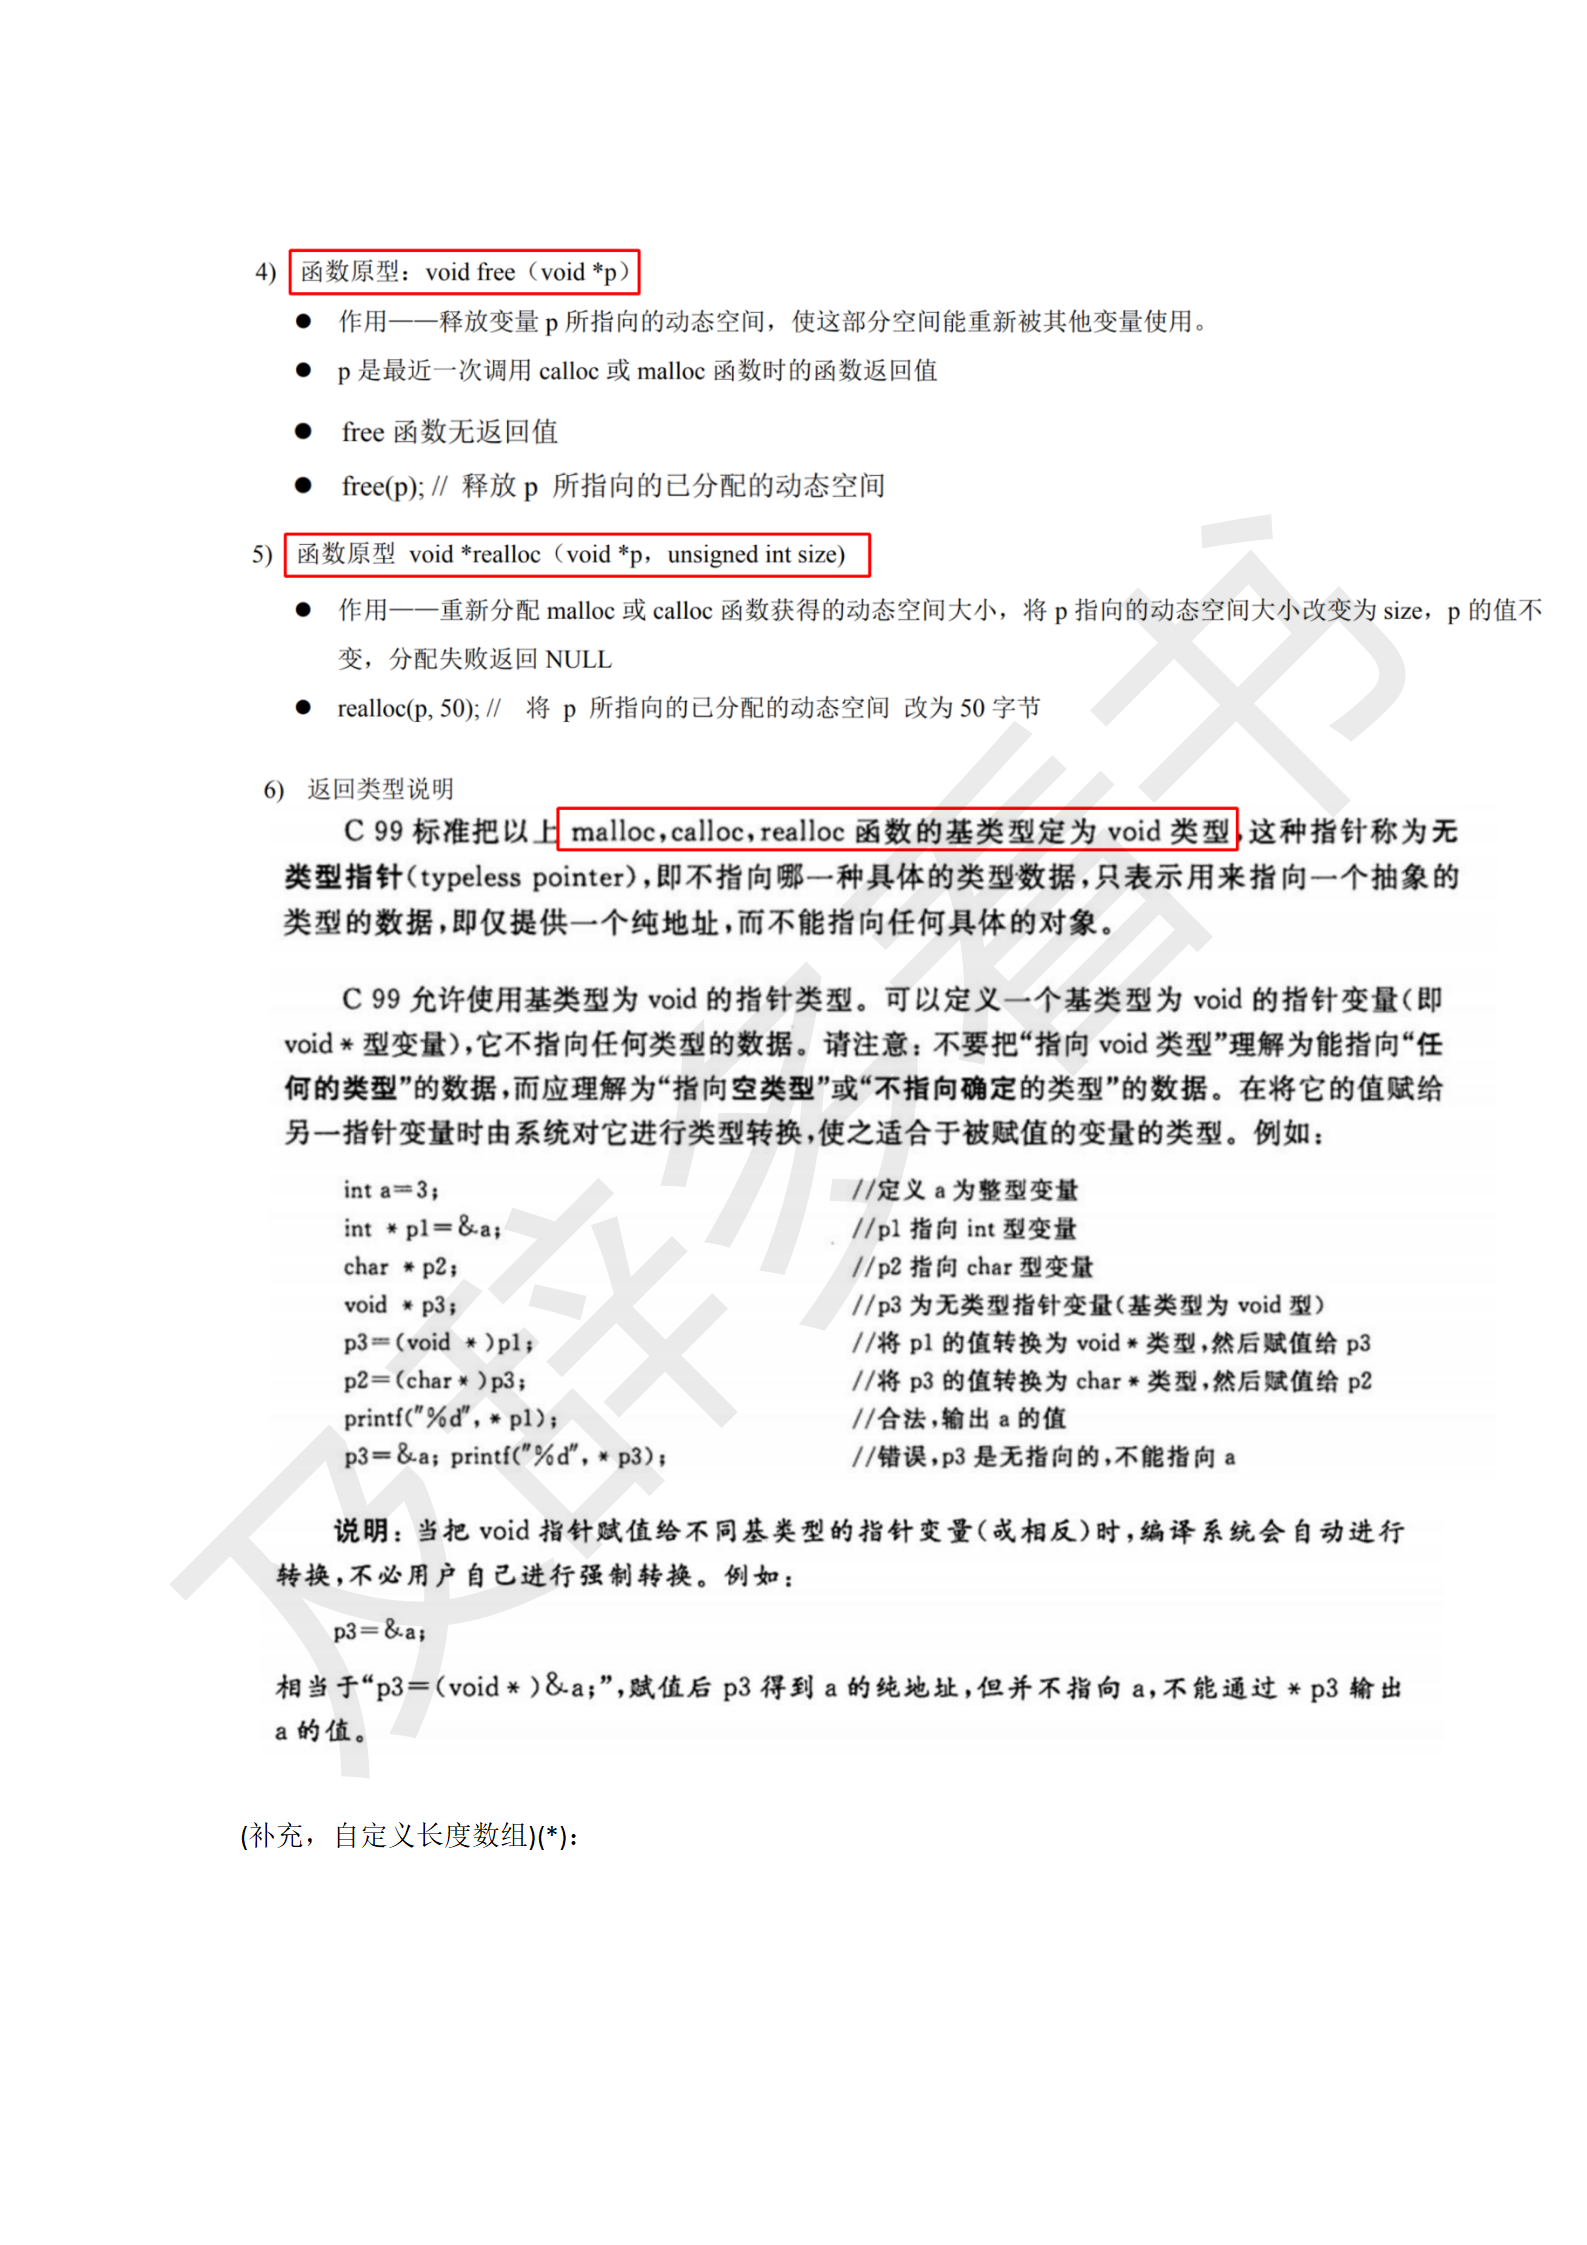 4) 函数原型：void free（void *p）
● 作用——释放变量 p 所指向的动态空间，使这部分空间能重新被其他变量使用。
● p 是最近一次调用 calloc 或 malloc 函数时的函数返回值
● free 函数无返回值
● free(p); // 释放 p 所指向的已分配的动态空间
5) 函数原型 void *realloc（void *p，unsigned int size)
● 作用——重新分配 malloc 或 calloc 函数获得的动态空间大小，将 p 指向的动态空间大小改变为 size，p 的值不
变，分配失败返回 NULL
● realloc(p, 50); // 将 p 所指向的已分配的动态空间 改为 50 字节
6) 返回类型说明
C 99 标准把以上 malloc,calloc,realloc 函数的基类型定为 void 类型,这种指针称为无
类型指针(typeless pointer),即不指向哪一种具体的类型数据,只表示用来指向一个抽象的
类型的数据,即仅提供一个纯地址,而不能指向任何具体的对象。
C 99 允许使用基类型为 void 的指针类型。可以定义一个基类型为 void 的指针变量(即
void * 型变量),它不指向任何类型的数据。请注意：不要把“指向 void 类型”理解为能指向“任
何的类型”的数据,而应理解为“指向空类型”或“不指向确定的类型”的数据。在将它的值赋给
另一指针变量时由系统对它进行类型转换,使之适合于被赋值的变量的类型。例如：
int a=3; //定义 a 为整型变量
int * p1=&a; //p1 指向 int 型变量
char * p2; //p2 指向 char 型变量
void * p3; //p3 为无类型指针变量(基类型为 void 型)
p3=(void * )p1; //将 p1 的值转换为 void * 类型,然后赋值给 p3
p2=(char * )p3; //将 p3 的值转换为 char * 类型,然后赋值给 p2
printf("%d", * p1); //合法,输出 a 的值
p3=&a; printf("%d", * p3); //错误,p3 是无指向的,不能指向 a
说明：当把 void 指针赋值给不同基类型的指针变量(或相反)时,编译系统会自动进行
转换,不必用户自己进行强制转换。例如：
p3=&a;
相当于“p3=(void * )&a;”,赋值后 p3 得到 a 的纯地址,但并不指向 a,不能通过 * p3 输出
a 的值。
(补充，自定义长度数组)(*)：
及辞多看书